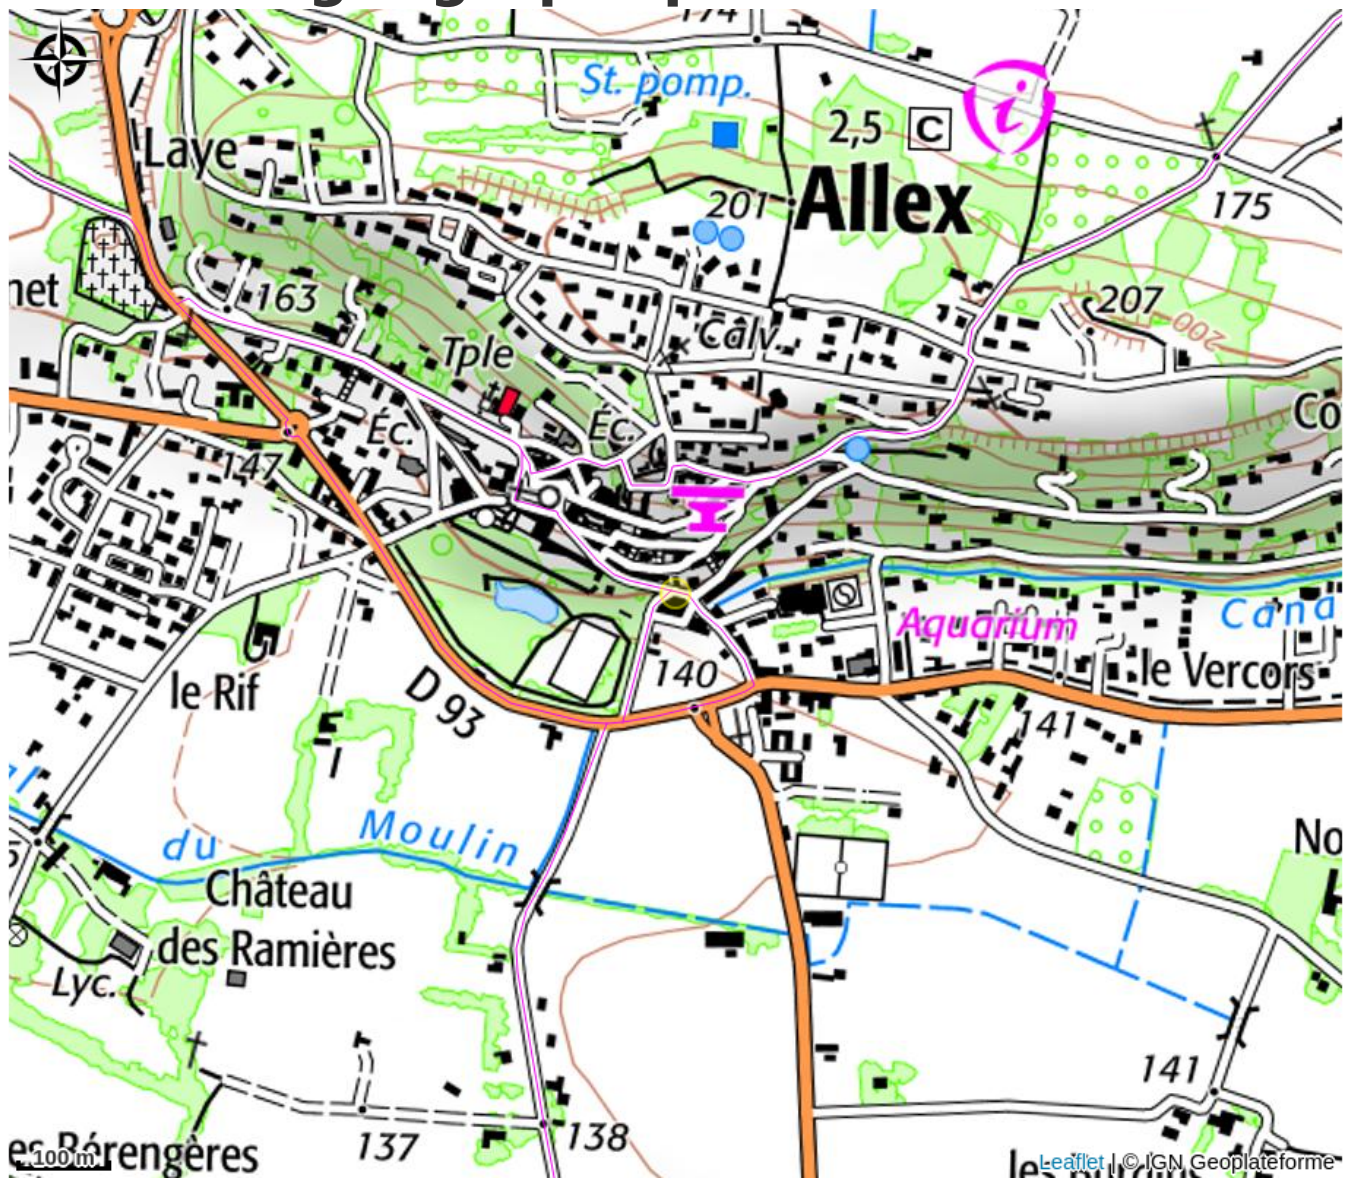 174
St. pomp.
2,5 C
i
Laye
Allex
201
175
net
163
207
200
Calv.
Tple
Éc.
Éc.
Co
147
Aquarium
Cana
140
le Vercors
le Rif
D 93
141
al
du Moulin
No
5
Château
des Ramières
Lyc.
141
137
138
es Bérengères
100 m
Leaflet | © IGN Geoplateforme